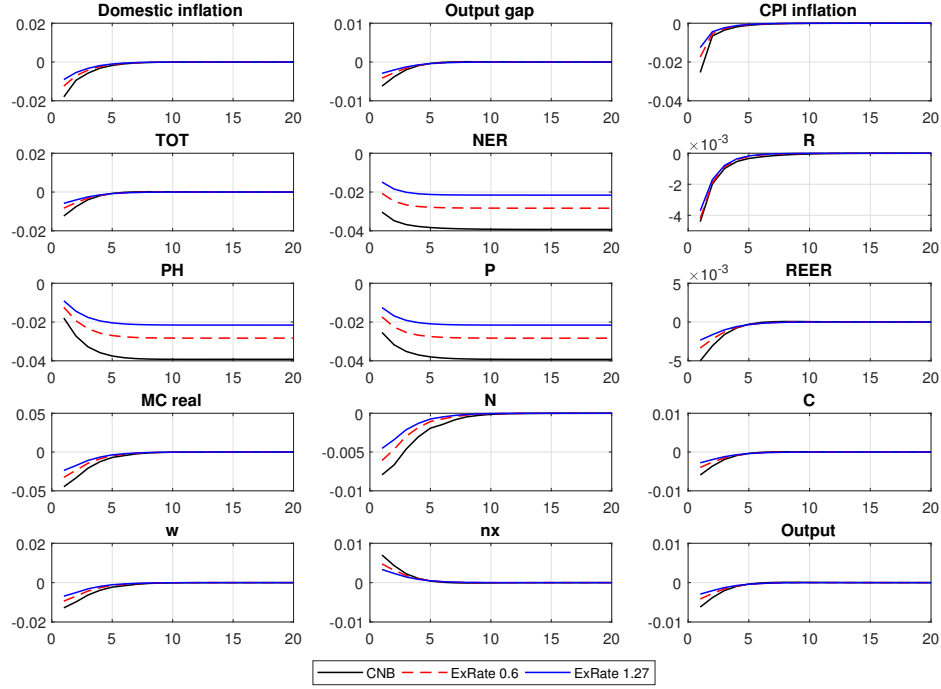 Domestic inflation Output gap CPI inflation
0.02 0.01 0
0 0 -0.02
-0.02 -0.01 -0.04
0 5 10 15 20 0 5 10 15 20 0 5 10 15 20
TOT NER R
0.02 0 × 10^-3 0
0 -0.02 -2
-0.02 -0.04 -4
0 5 10 15 20 0 5 10 15 20 0 5 10 15 20
PH P REER
0 0 5 × 10^-3
-0.02 -0.02 0
-0.04 -0.04 -5
0 5 10 15 20 0 5 10 15 20 0 5 10 15 20
MC real N C
0.05 0 0.01
0 -0.005 0
-0.05 -0.01 -0.01
0 5 10 15 20 0 5 10 15 20 0 5 10 15 20
w nx Output
0.02 0.01 0.01
0 0 0
-0.02 -0.01 -0.01
0 5 10 15 20 0 5 10 15 20 0 5 10 15 20
CNB ExRate 0.6 ExRate 1.27